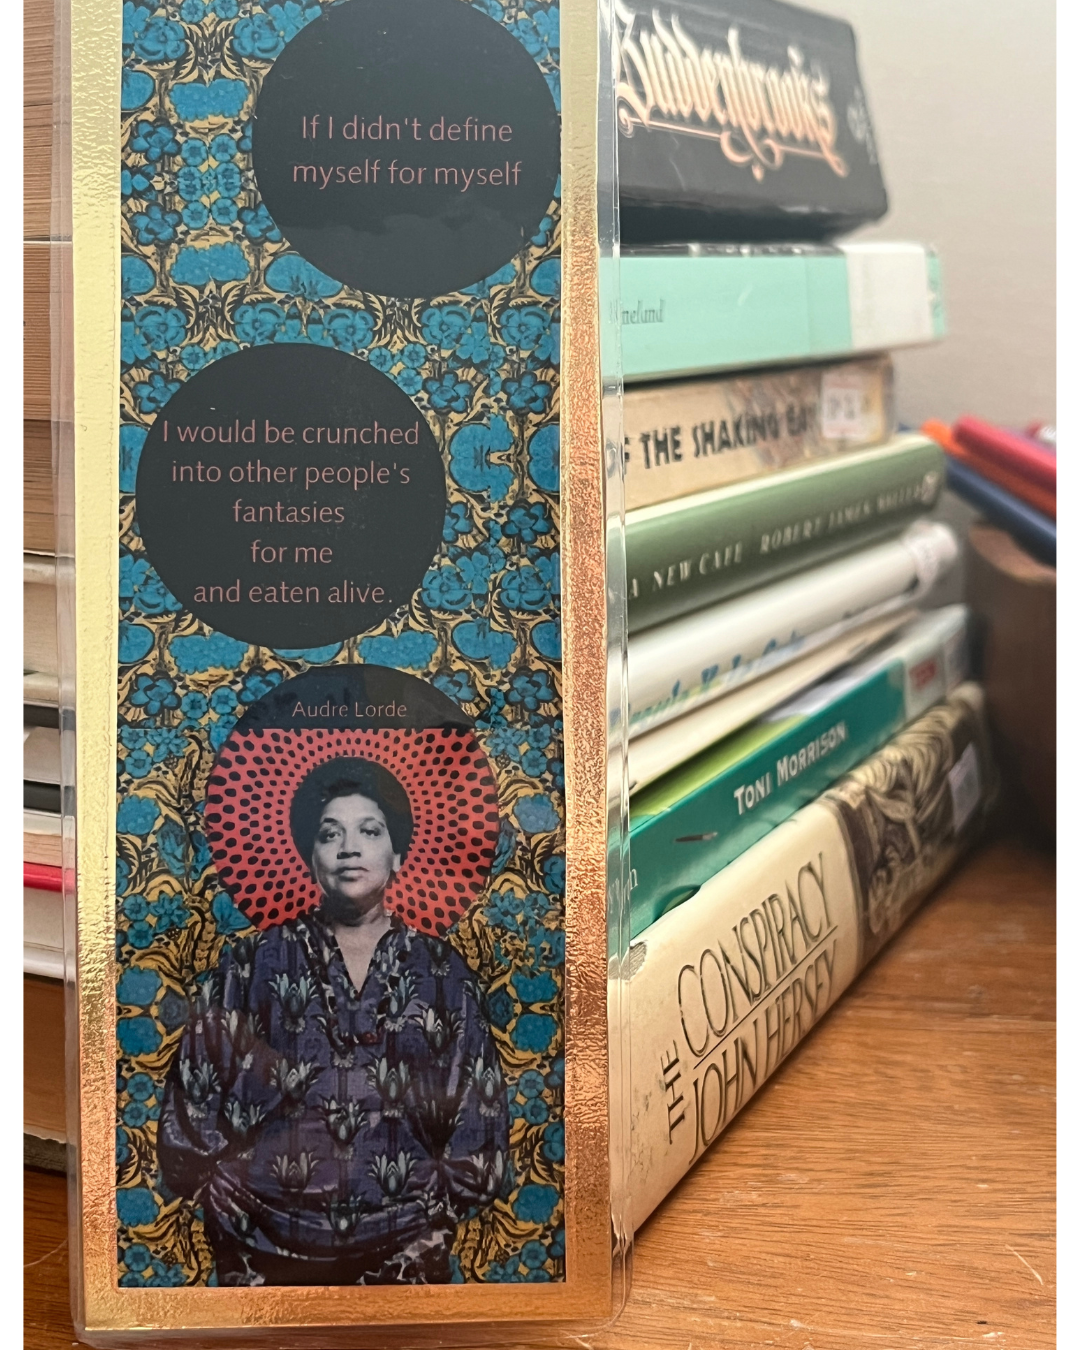 If I didn't define
myself for myself
I would be crunched
into other people's
fantasies
for me
and eaten alive.
Audre Lorde
Buddenbrooks
THE SHAKING
A NEW CAFE ROBERT JAMES WALLER
TONI MORRISON
THE CONSPIRACY
JOHN HERSEY